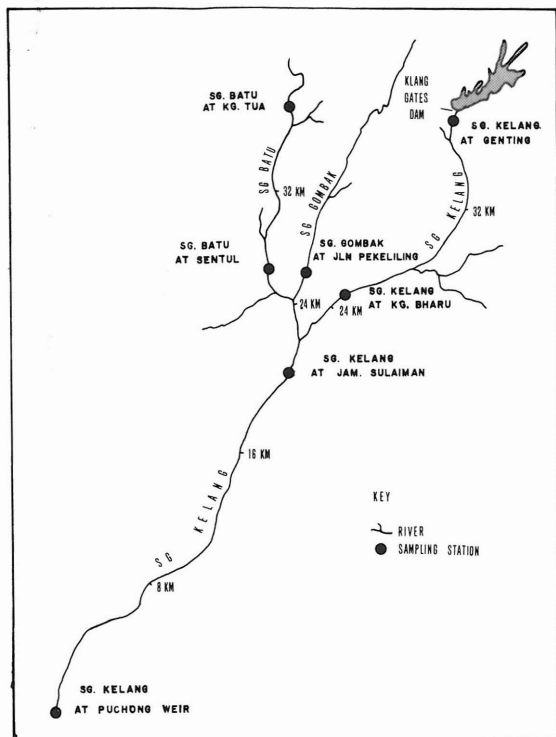 SG. BATU
AT KG. TUA
KLANG
GATES
DAM
SG. KELANG
AT GENTING
SG BATU
32 KM
SG GOMBAK
SG KELANG
32 KM
SG. BATU
AT SENTUL
SG. GOMBAK
AT JLN PEKELILING
24 KM
SG. KELANG
AT KG. BHARU
24 KM
SG. KELANG
AT JAM. SULAIMAN
16 KM
SG KELANG
8 KM
KEY
RIVER
SAMPLING STATION
SG. KELANG
AT PUCHONG WEIR